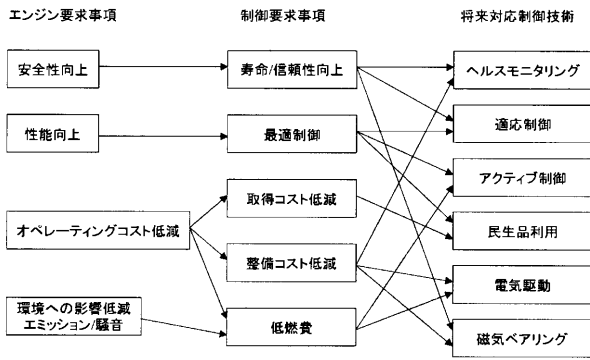 エンジン要求事項
制御要求事項
将来対応制御技術
安全性向上
寿命/信頼性向上
ヘルスモニタリング
性能向上
最適制御
適応制御
アクティブ制御
取得コスト低減
オペレーティングコスト低減
民生品利用
整備コスト低減
電気駆動
環境への影響低減
エミッション/騒音
低燃費
磁気ベアリング